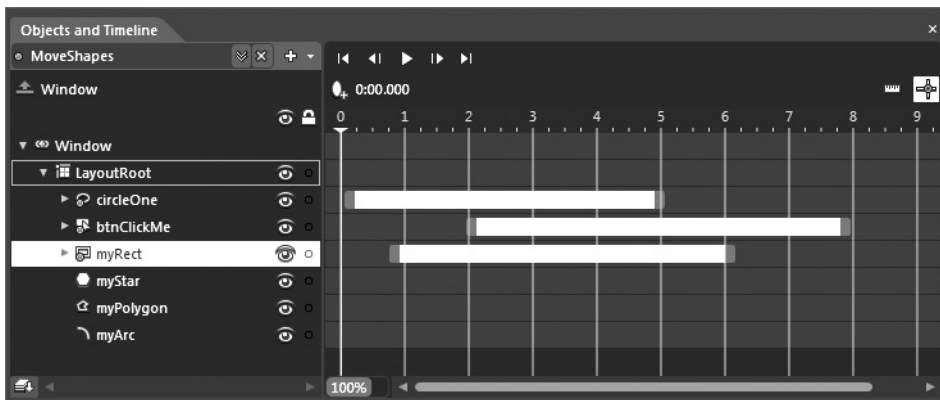 Objects and Timeline
MoveShapes
Window
0:00.000
0 1 2 3 4 5 6 7 8 9
Window
LayoutRoot
circleOne
btnClickMe
myRect
myStar
myPolygon
myArc
100%